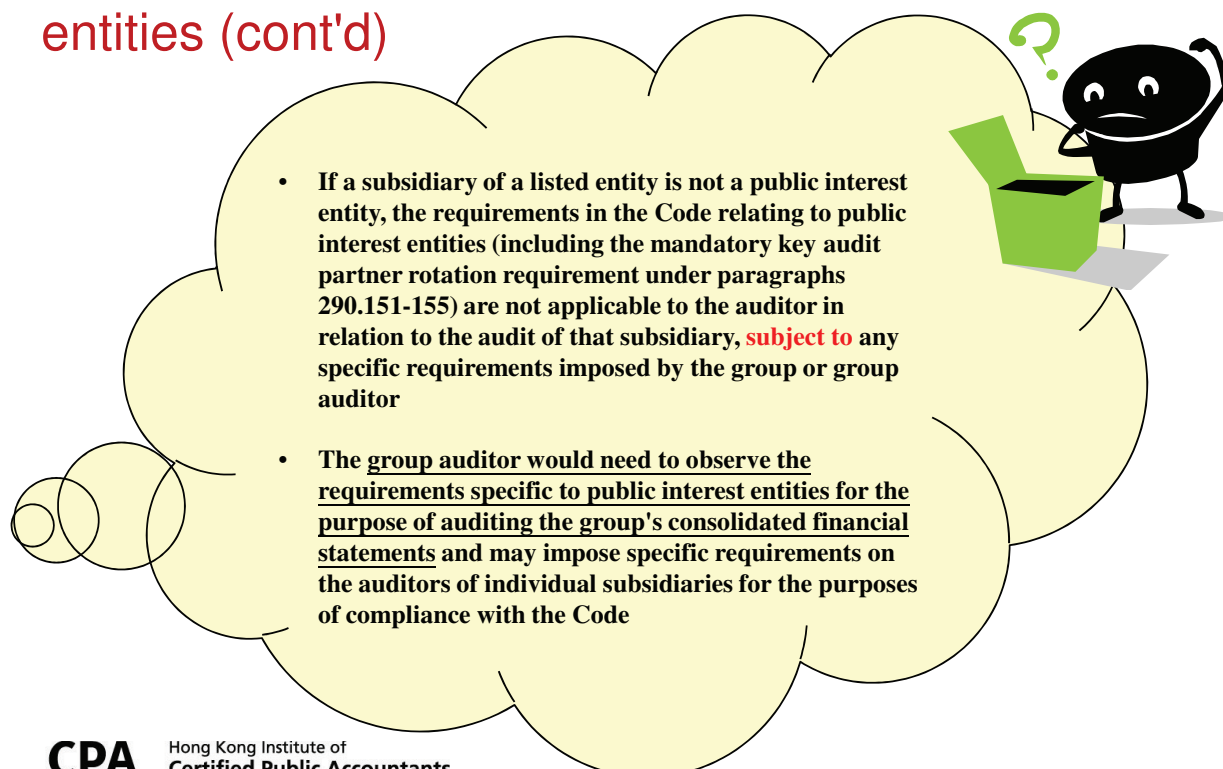 entities (cont'd)
?
• If a subsidiary of a listed entity is not a public interest
entity, the requirements in the Code relating to public
interest entities (including the mandatory key audit
partner rotation requirement under paragraphs
290.151-155) are not applicable to the auditor in
relation to the audit of that subsidiary, subject to any
specific requirements imposed by the group or group
auditor
• The group auditor would need to observe the
requirements specific to public interest entities for the
purpose of auditing the group's consolidated financial
statements and may impose specific requirements on
the auditors of individual subsidiaries for the purposes
of compliance with the Code
CPA
Hong Kong Institute of
Certified Public Accountants